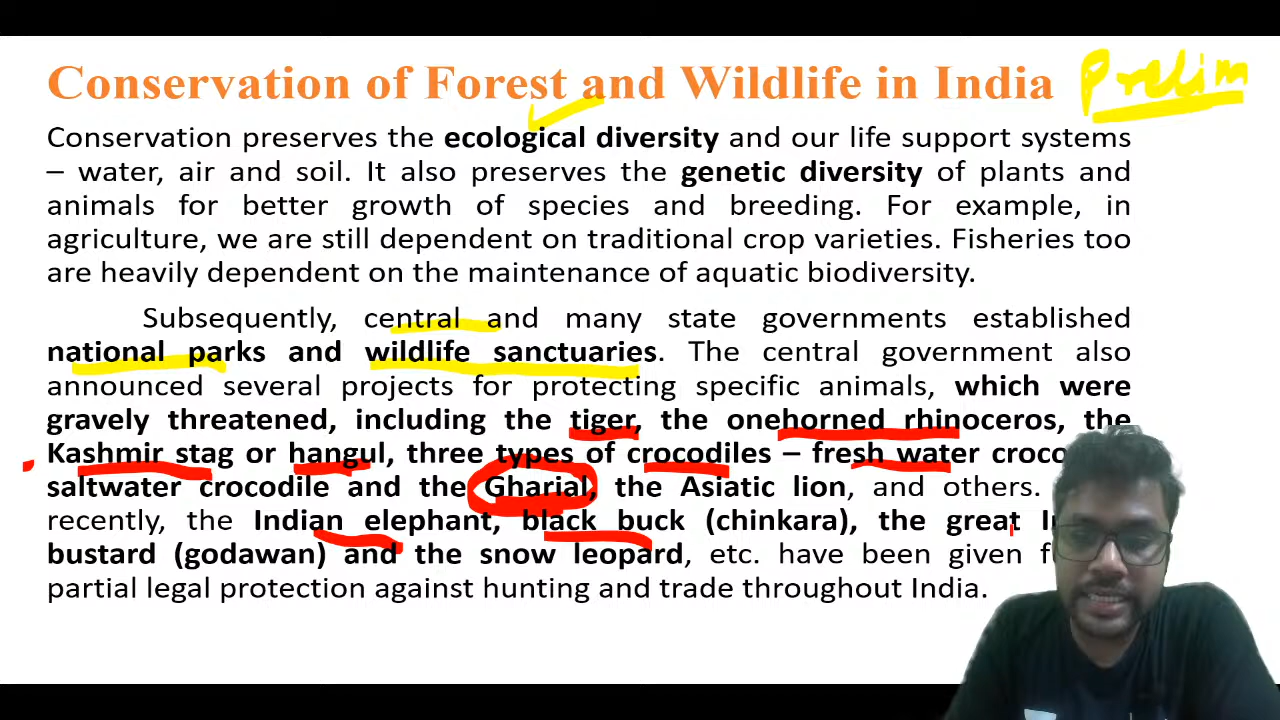 Conservation of Forest and Wildlife in India Prelim
Conservation preserves the ecological diversity and our life support systems
– water, air and soil. It also preserves the genetic diversity of plants and
animals for better growth of species and breeding. For example, in
agriculture, we are still dependent on traditional crop varieties. Fisheries too
are heavily dependent on the maintenance of aquatic biodiversity.
Subsequently, central and many state governments established
national parks and wildlife sanctuaries. The central government also
announced several projects for protecting specific animals, which were
gravely threatened, including the tiger, the onehorned rhinoceros, the
Kashmir stag or hangul, three types of crocodiles – fresh water
saltwater crocodile and the Gharial, the Asiatic lion, and others.
recently, the Indian elephant, black buck (chinkara), the great
bustard (godawan) and the snow leopard, etc. have been given
partial legal protection against hunting and trade throughout India.